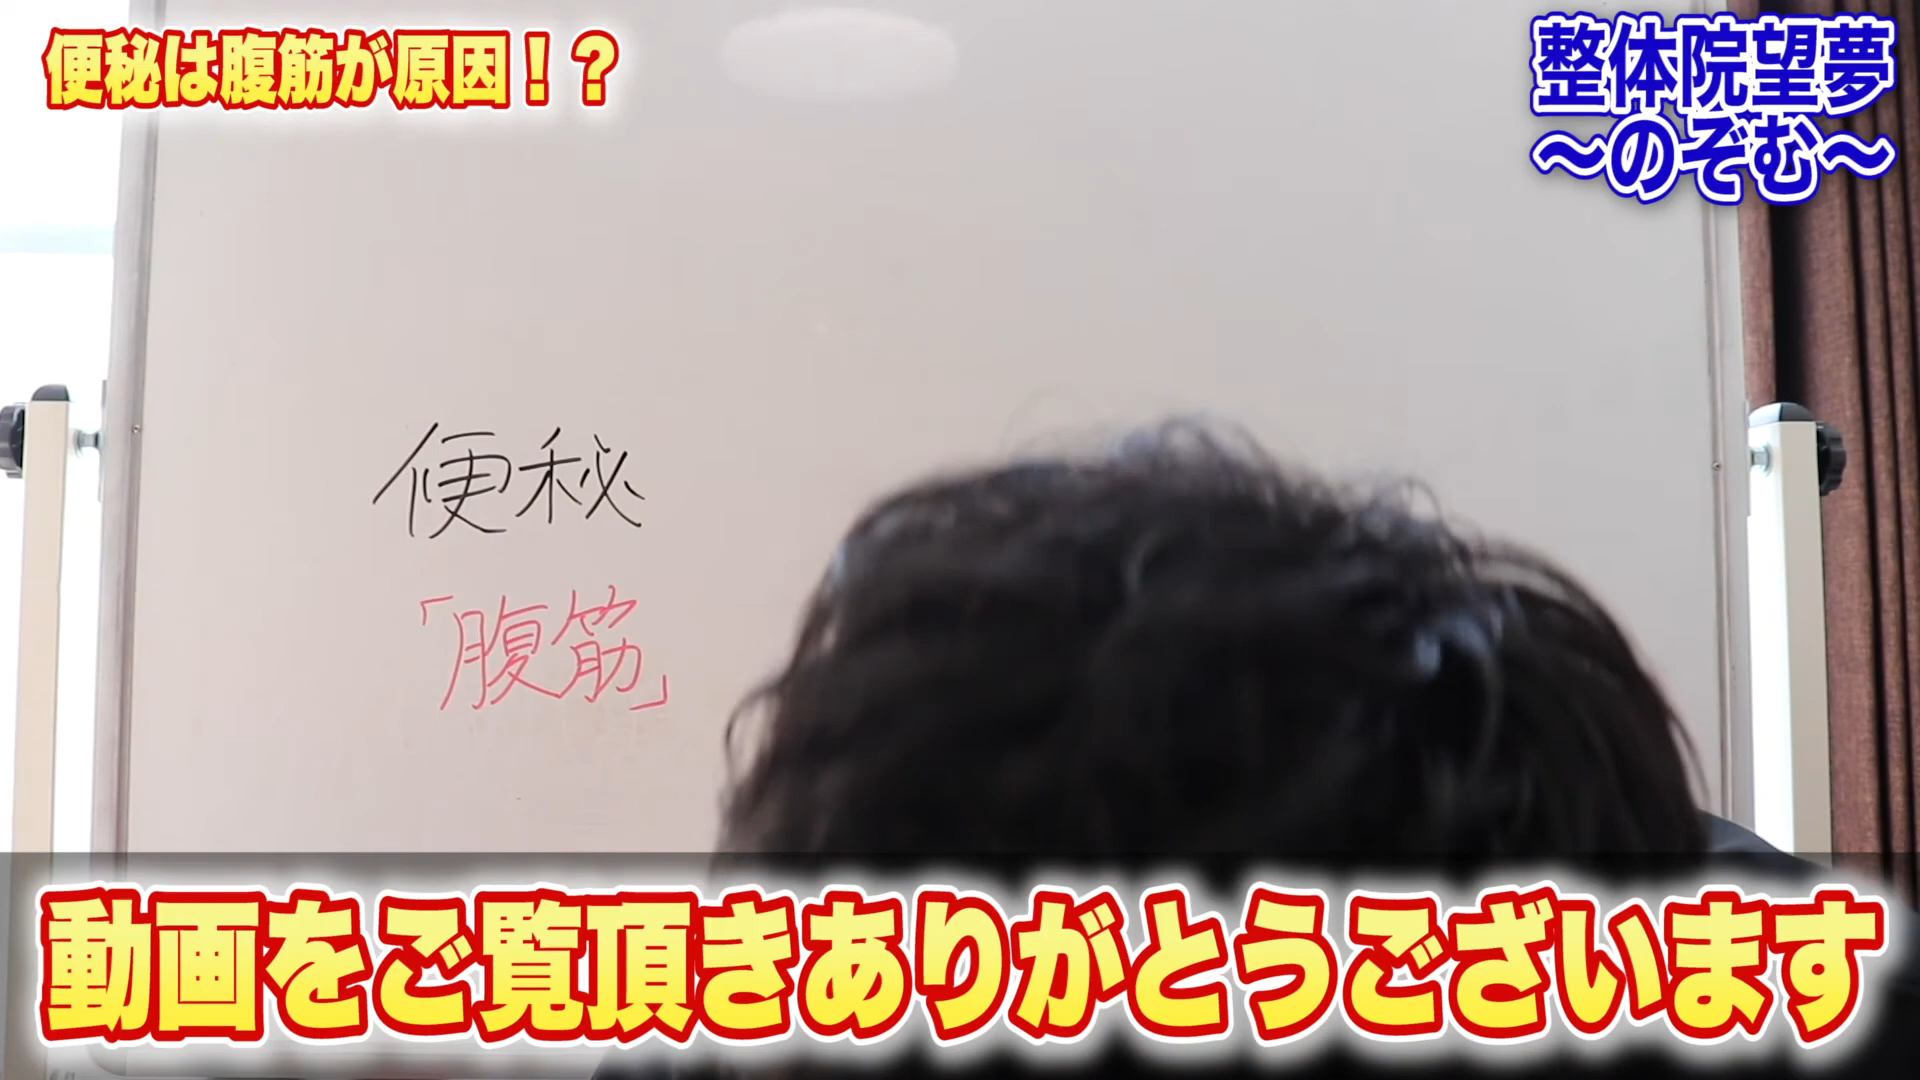 便秘は腹筋が原因！？
整体院望夢
～のぞむ～
便秘
「腹筋」
動画をご覧頂きありがとうございます